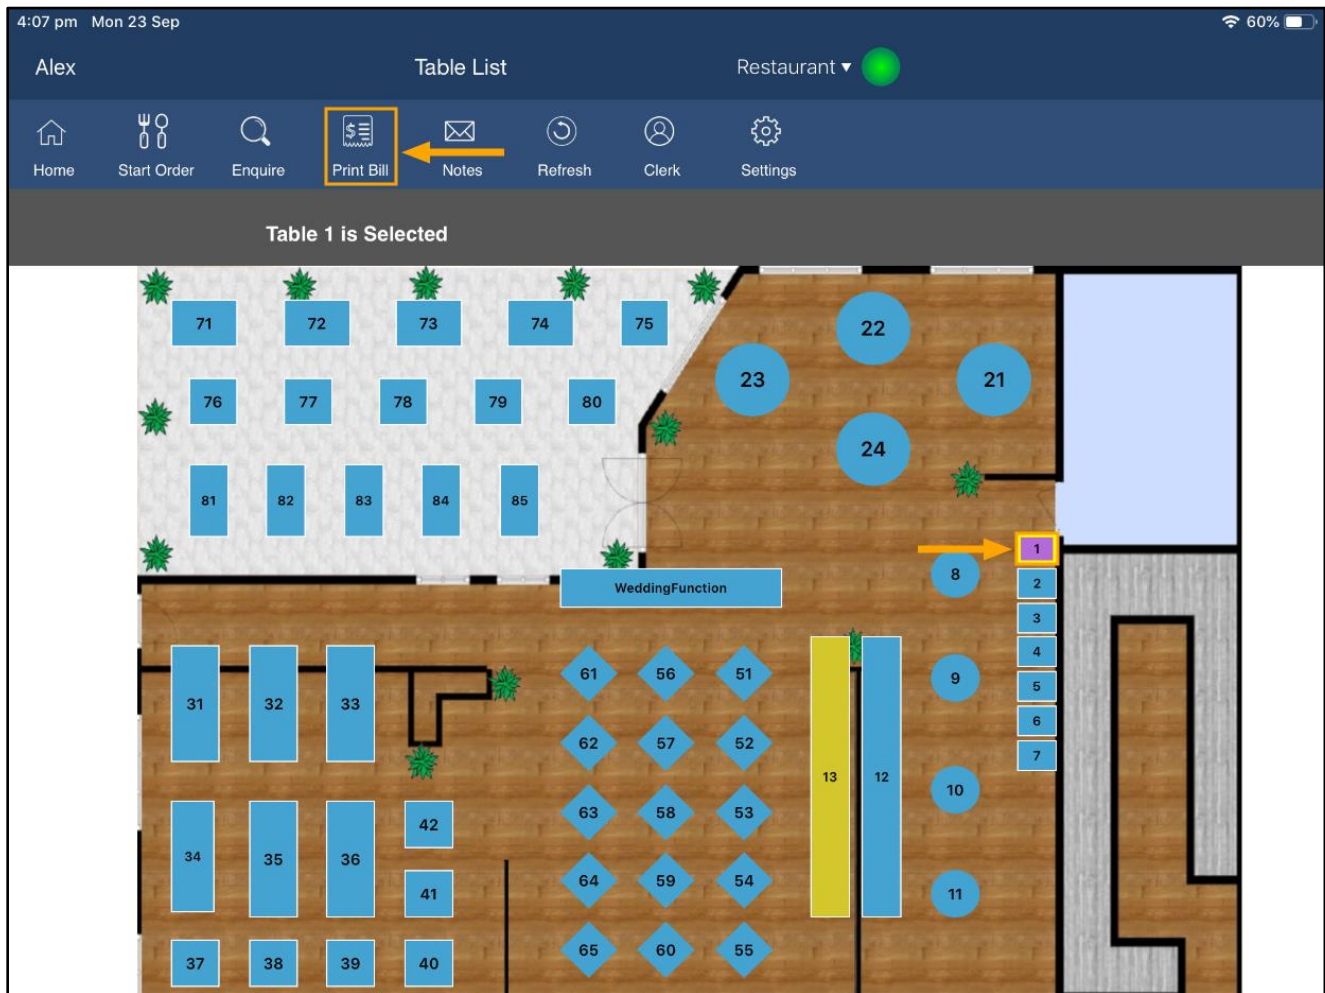 4:07 pm Mon 23 Sep 60%
Alex Table List Restaurant ▼
Home Start Order Enquire Print Bill Notes Refresh Clerk Settings
Table 1 is Selected
71 72 73 74 75
22
23 21
76 77 78 79 80
24
81 82 83 84 85
1
8
2
WeddingFunction
3
4
61 56 51 9
5
31 32 33
6
62 57 52
7
13 12
10
63 58 53
42
34 35 36
64 59 54
41 11
65 60 55
37 38 39 40